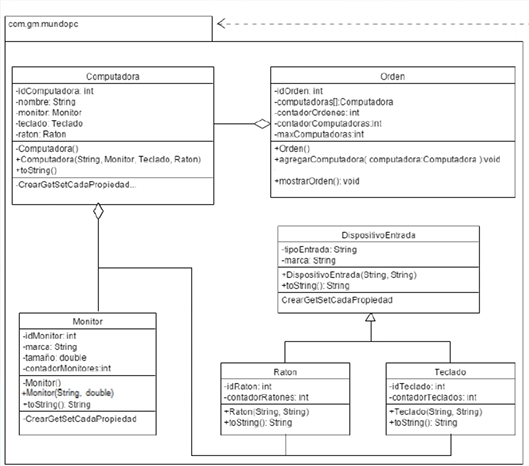 com.gm.mundopc
Computadora
-idComputadora: int
-nombre: String
-monitor: Monitor
-teclado: Teclado
-raton: Raton
-Computadora()
+Computadora(String, Monitor, Teclado, Raton)
+toString()
-CrearGetSetCadaPropiedad...
Orden
-idOrden: int
-computadoras[]:Computadora
-contadorOrdenes: int
-contadorComputadoras:int
-maxComputadoras:int
+Orden()
+agregarComputadora( computadora:Computadora ):void
+mostrarOrden(): void
DispositivoEntrada
-tipoEntrada: String
-marca: String
+DispositivoEntrada(String, String)
+toString(): String
CrearGetSetCadaPropiedad
Monitor
-idMonitor: int
-marca: String
-tamaño: double
-contadorMonitores:int
-Monitor()
+Monitor(String, double)
+toString(): String
-CrearGetSetCadaPropiedad
Raton
-idRaton: int
-contadorRatones: int
+Raton(String, String)
+toString(): String
Teclado
-idTeclado: int
-contadorTeclados: int
+Teclado(String, String)
+toString(): String